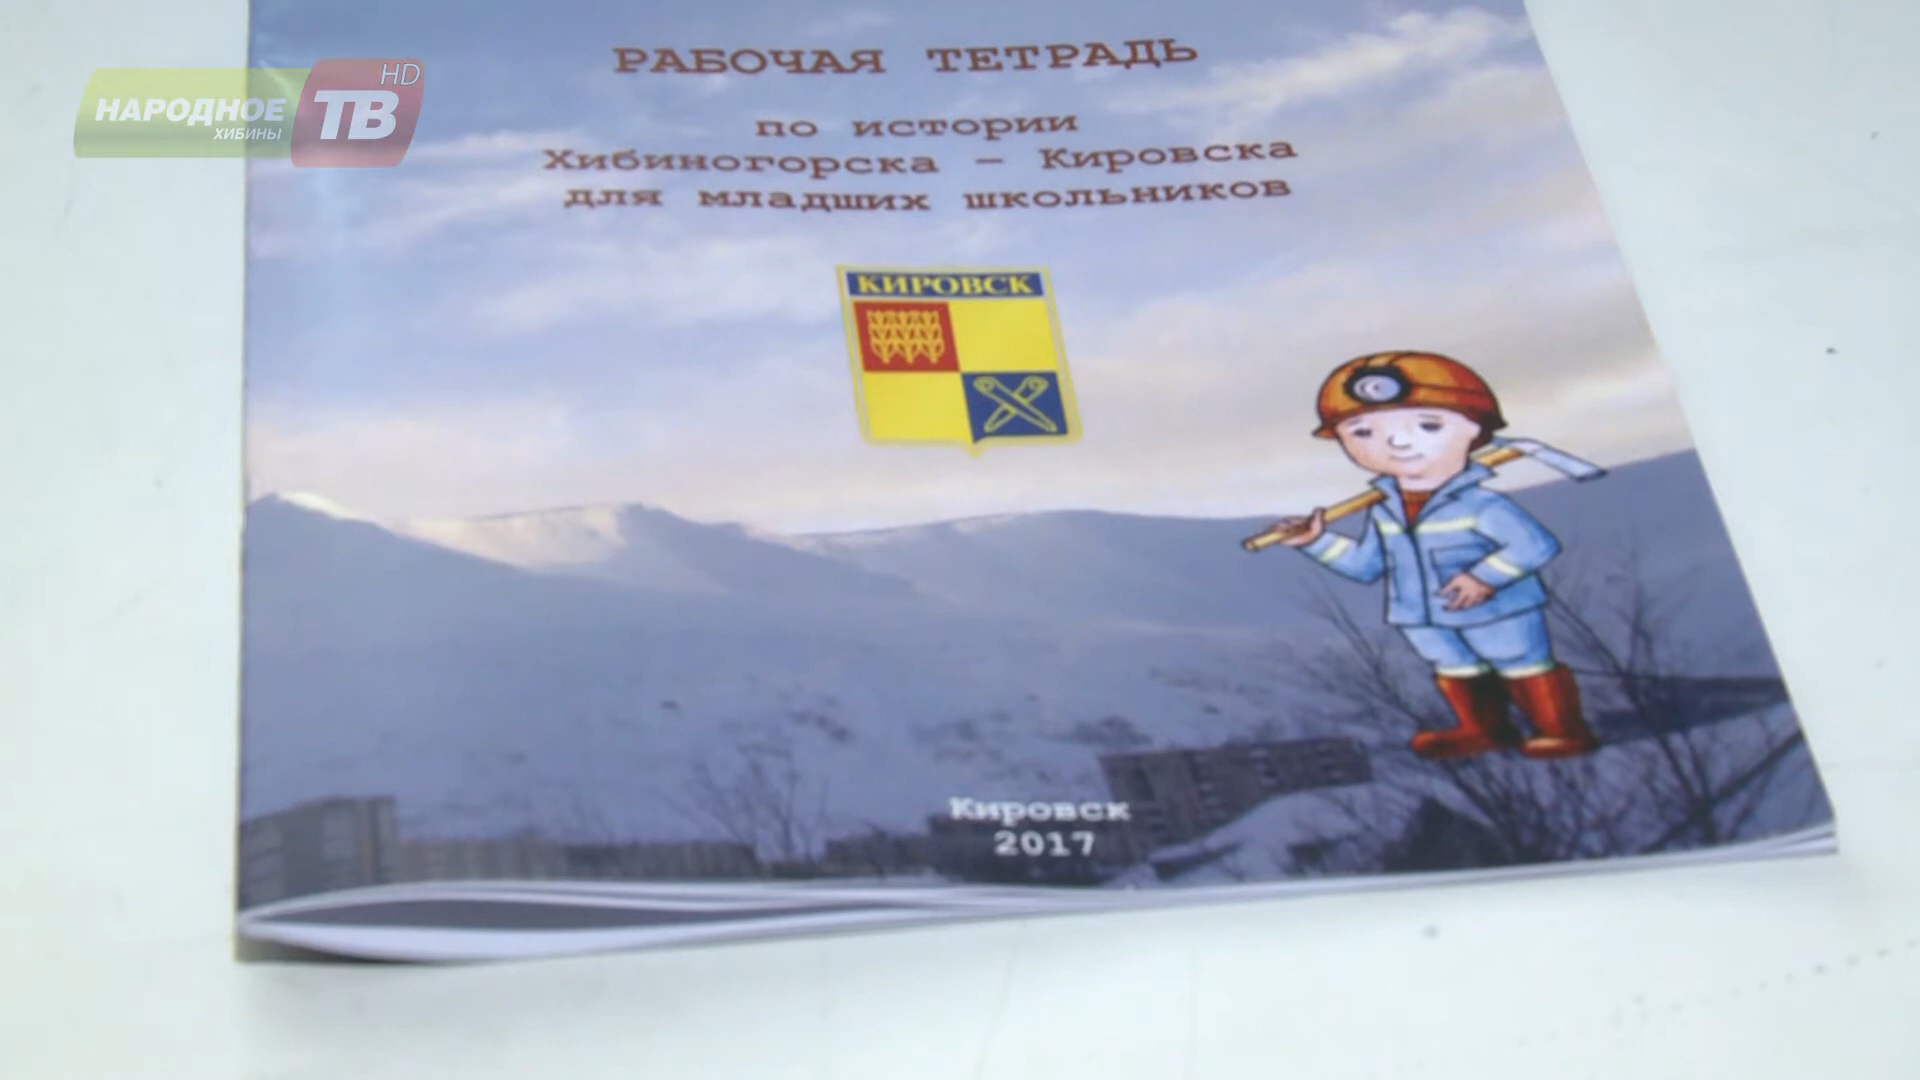 НАРОДНОЕ
ХИБИНЫ
ТВ
HD
РАБОЧАЯ ТЕТРАДЬ
по истории
Хибиногорска – Кировска
для младших школьников
КИРОВСК
Кировск
2017